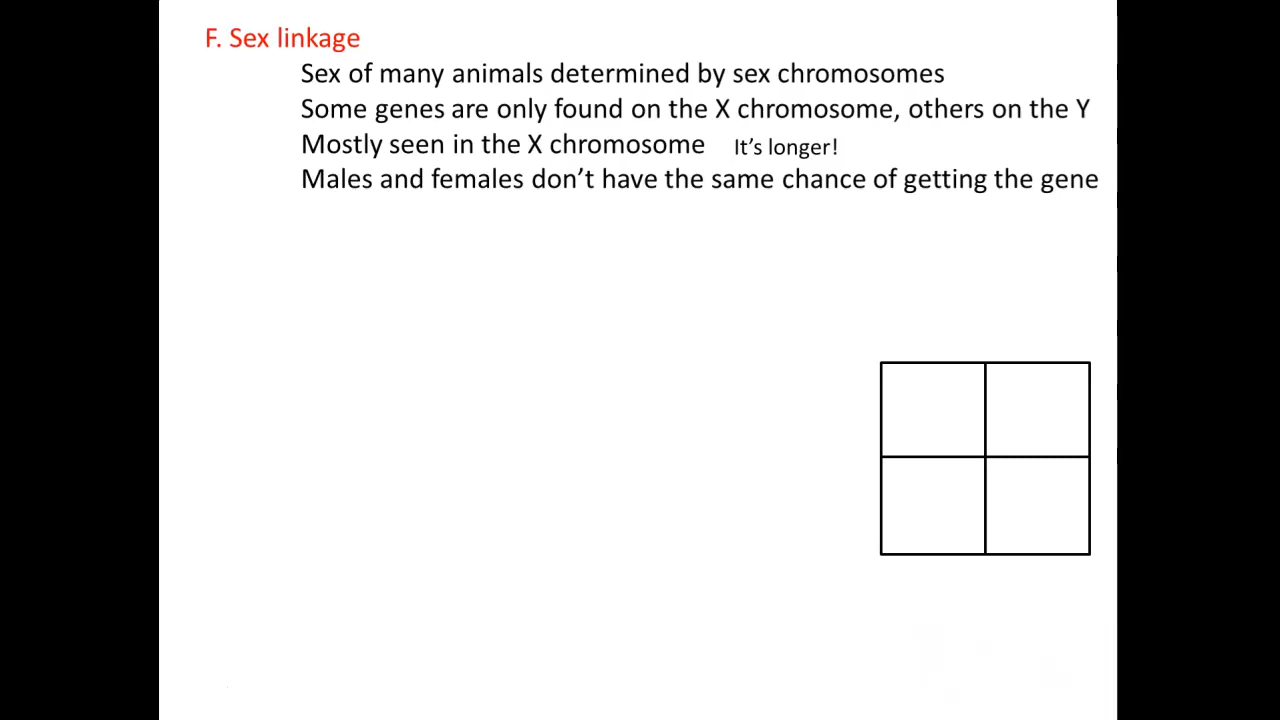 F. Sex linkage
Sex of many animals determined by sex chromosomes
Some genes are only found on the X chromosome, others on the Y
Mostly seen in the X chromosome It’s longer!
Males and females don’t have the same chance of getting the gene